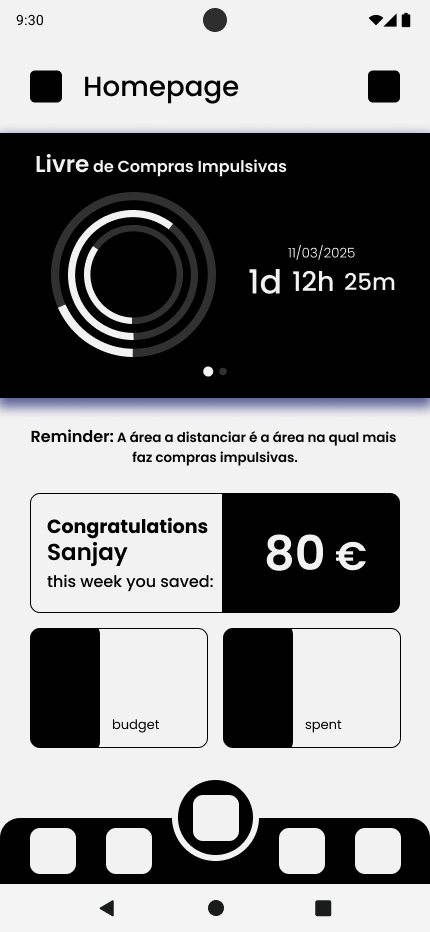 9:30
Homepage
Livre de Compras Impulsivas
11/03/2025
1d 12h 25m
Reminder: A área a distanciar é a área na qual mais
faz compras impulsivas.
Congratulations
Sanjay
this week you saved:
80 €
budget
spent